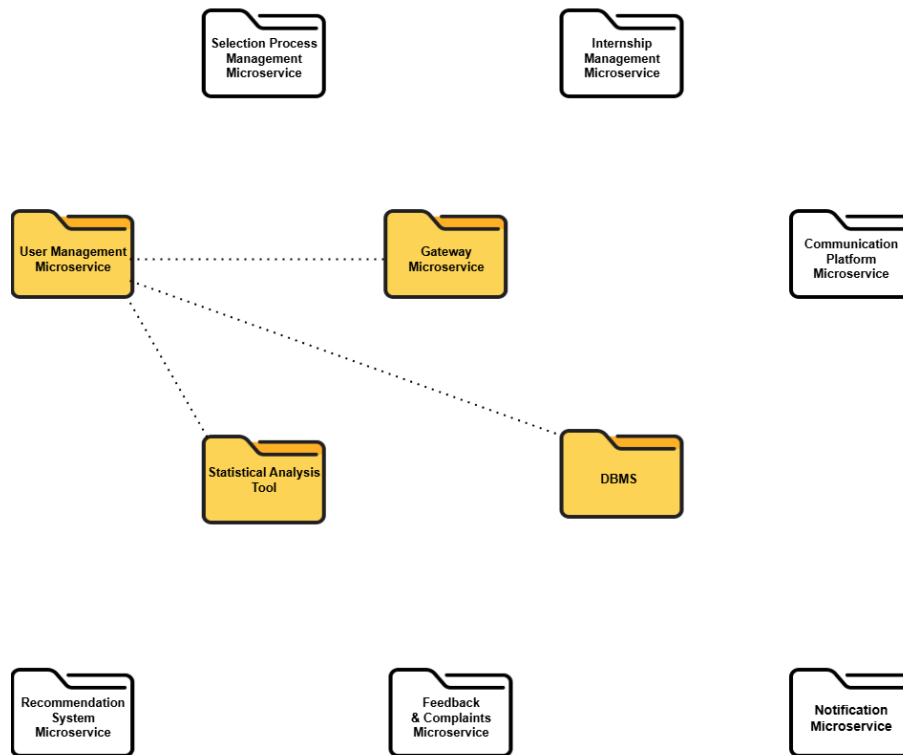 Selection Process
Management
Microservice
Internship
Management
Microservice
User Management
Microservice
Gateway
Microservice
Communication
Platform
Microservice
Statistical Analysis
Tool
DBMS
Recommendation
System
Microservice
Feedback
& Complaints
Microservice
Notification
Microservice